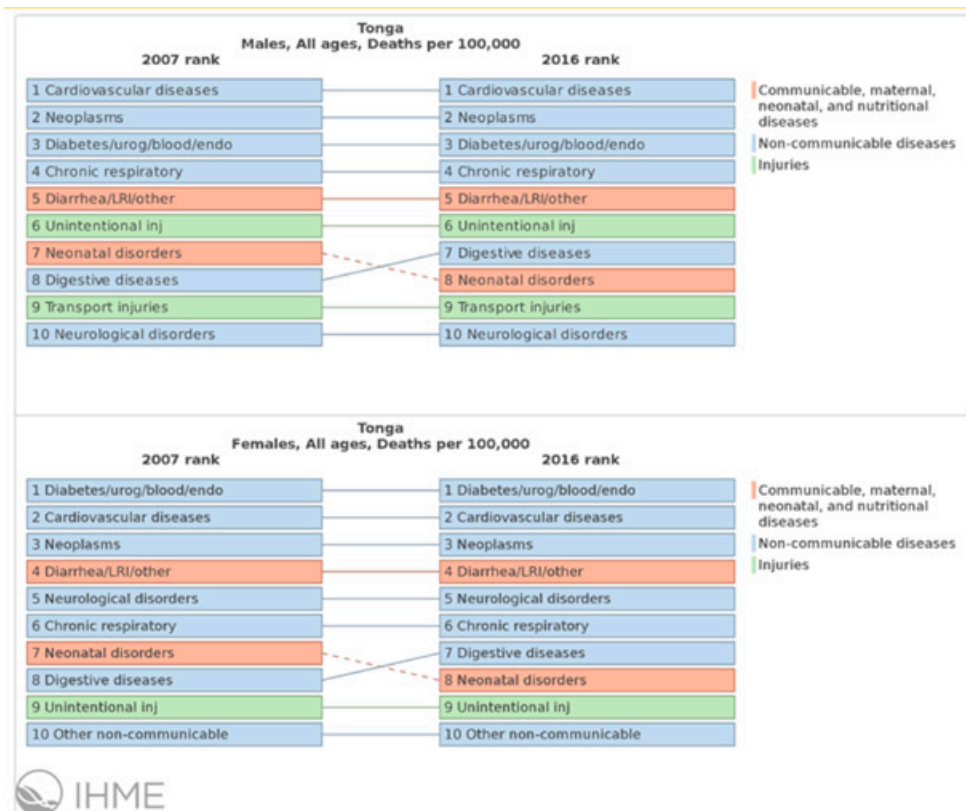 Tonga
Males, All ages, Deaths per 100,000
2007 rank
2016 rank
1 Cardiovascular diseases
1 Cardiovascular diseases
2 Neoplasms
2 Neoplasms
3 Diabetes/urog/blood/endo
3 Diabetes/urog/blood/endo
4 Chronic respiratory
4 Chronic respiratory
5 Diarrhea/LRI/other
5 Diarrhea/LRI/other
6 Unintentional inj
6 Unintentional inj
7 Neonatal disorders
7 Digestive diseases
8 Digestive diseases
8 Neonatal disorders
9 Transport injuries
9 Transport injuries
10 Neurological disorders
10 Neurological disorders
Communicable, maternal,
neonatal, and nutritional
diseases
Non-communicable diseases
Injuries
Tonga
Females, All ages, Deaths per 100,000
2007 rank
2016 rank
1 Diabetes/urog/blood/endo
1 Diabetes/urog/blood/endo
2 Cardiovascular diseases
2 Cardiovascular diseases
3 Neoplasms
3 Neoplasms
4 Diarrhea/LRI/other
4 Diarrhea/LRI/other
5 Neurological disorders
5 Neurological disorders
6 Chronic respiratory
6 Chronic respiratory
7 Neonatal disorders
7 Digestive diseases
8 Digestive diseases
8 Neonatal disorders
9 Unintentional inj
9 Unintentional inj
10 Other non-communicable
10 Other non-communicable
Communicable, maternal,
neonatal, and nutritional
diseases
Non-communicable diseases
Injuries
IHME